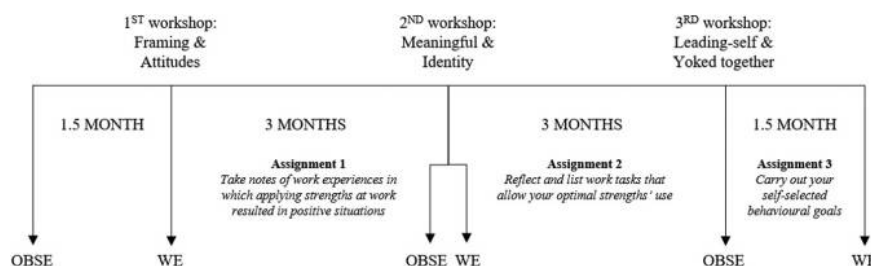 1ST workshop:
Framing &
Attitudes
2ND workshop:
Meaningful &
Identity
3RD workshop:
Leading-self &
Yoked together
1.5 MONTH
3 MONTHS
3 MONTHS
1.5 MONTH
Assignment 1
Take notes of work experiences in
which applying strengths at work
resulted in positive situations
Assignment 2
Reflect and list work tasks that
allow your optimal strengths‘ use
Assignment 3
Carry out your
self-selected
behavioural goals
OBSE
WE
OBSE WE
OBSE
WE